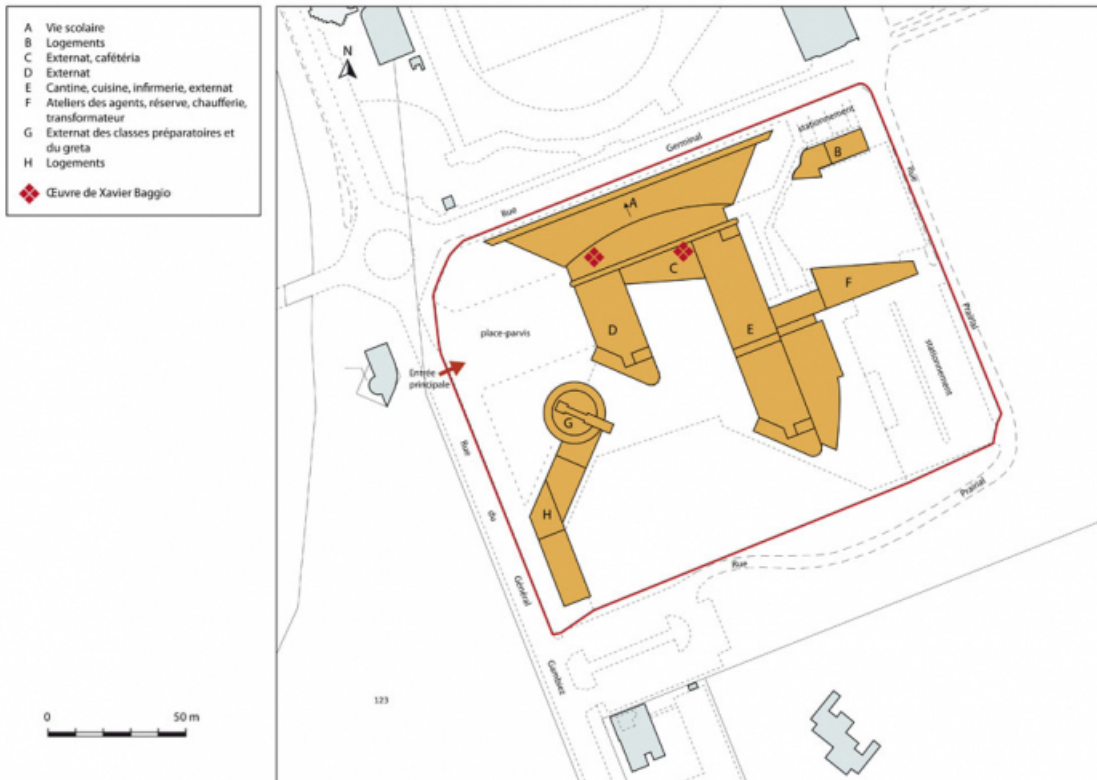 A Vie scolaire
B Logements
C Externat, cafétéria
D Externat
E Cantine, cuisine, infirmerie, externat
F Ateliers des agents, réserve, chaufferie,
transformateur
G Externat des classes préparatoires et
du greta
H Logements
Œuvre de Xavier Baggio
N
stationnement
Germinal
B
Rue
A
Rue
C
F
place-parvis
D
E
Prairial
stationnement
Entrée
principale
G
Rue
du
H
Prairial
Rue
Général
Gambiez
123
0 50 m